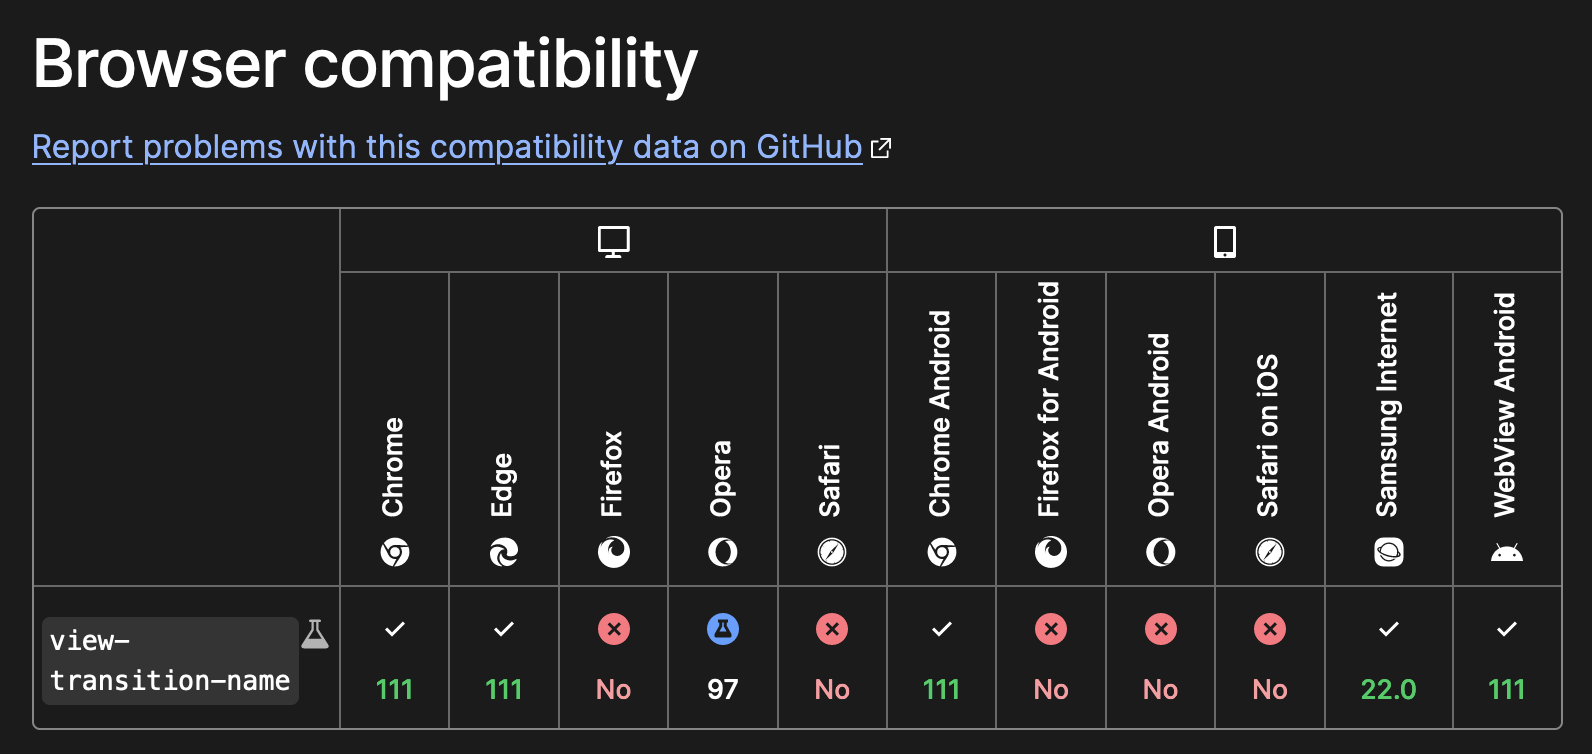 Browser compatibility
Report problems with this compatibility data on GitHub
Chrome
Edge
Firefox
Opera
Safari
Chrome Android
Firefox for Android
Opera Android
Safari on iOS
Samsung Internet
WebView Android
view-
transition-name
111
111
No
97
No
111
No
No
No
22.0
111